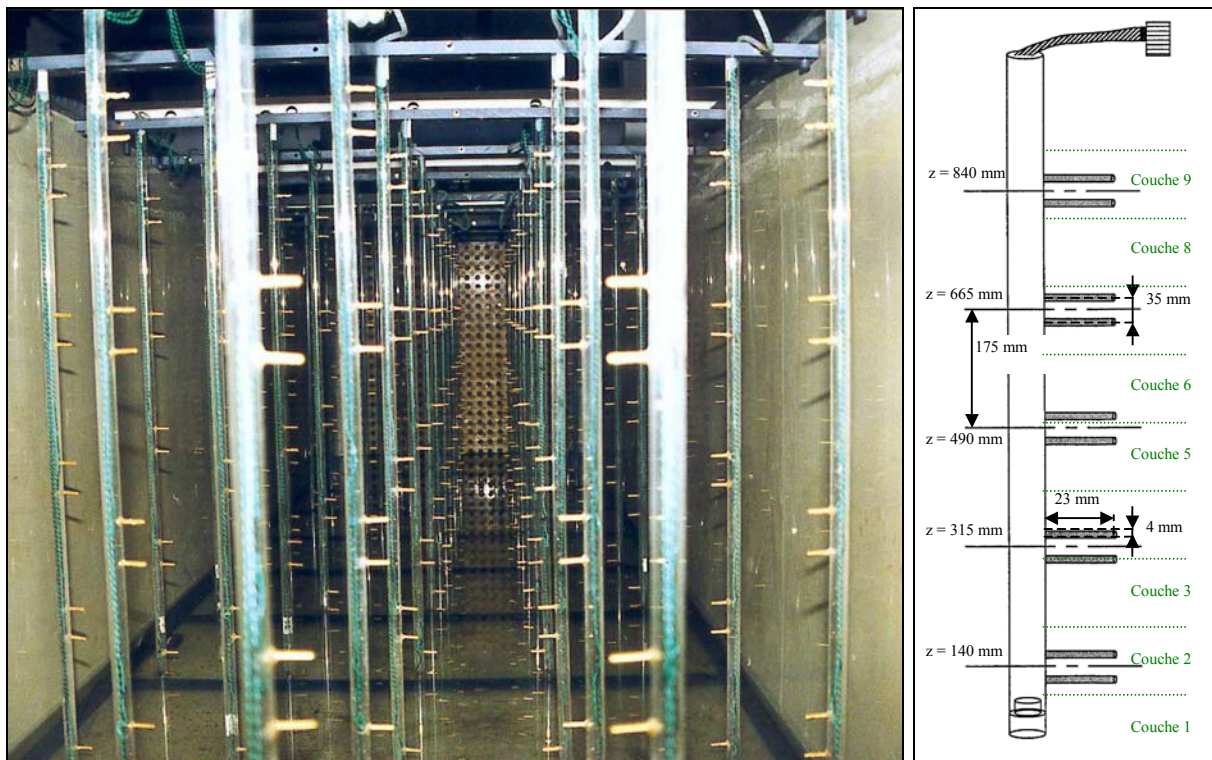 Couche 9
z = 840 mm
Couche 8
z = 665 mm
35 mm
175 mm
Couche 6
z = 490 mm
Couche 5
23 mm
z = 315 mm
4 mm
Couche 3
z = 140 mm
Couche 2
Couche 1